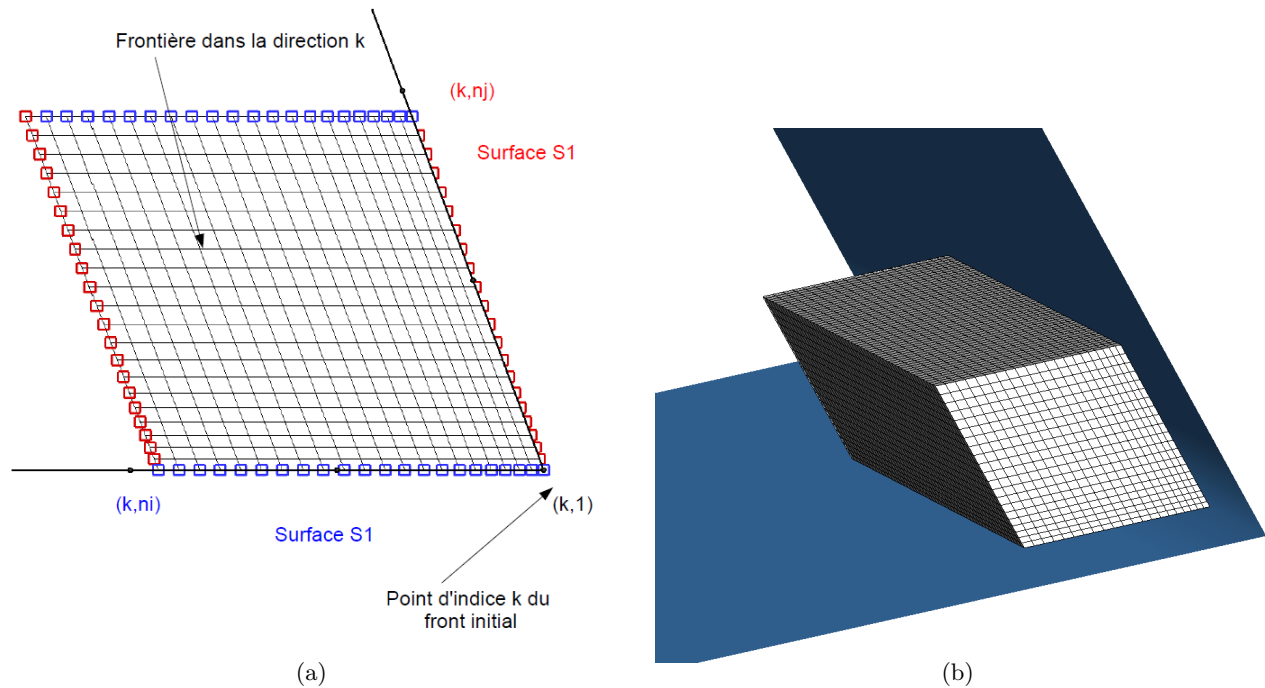 Frontière dans la direction k
(k,nj)
Surface S1
(k,ni)
(k,1)
Surface S1
Point d'indice k du
front initial
(a)
(b)